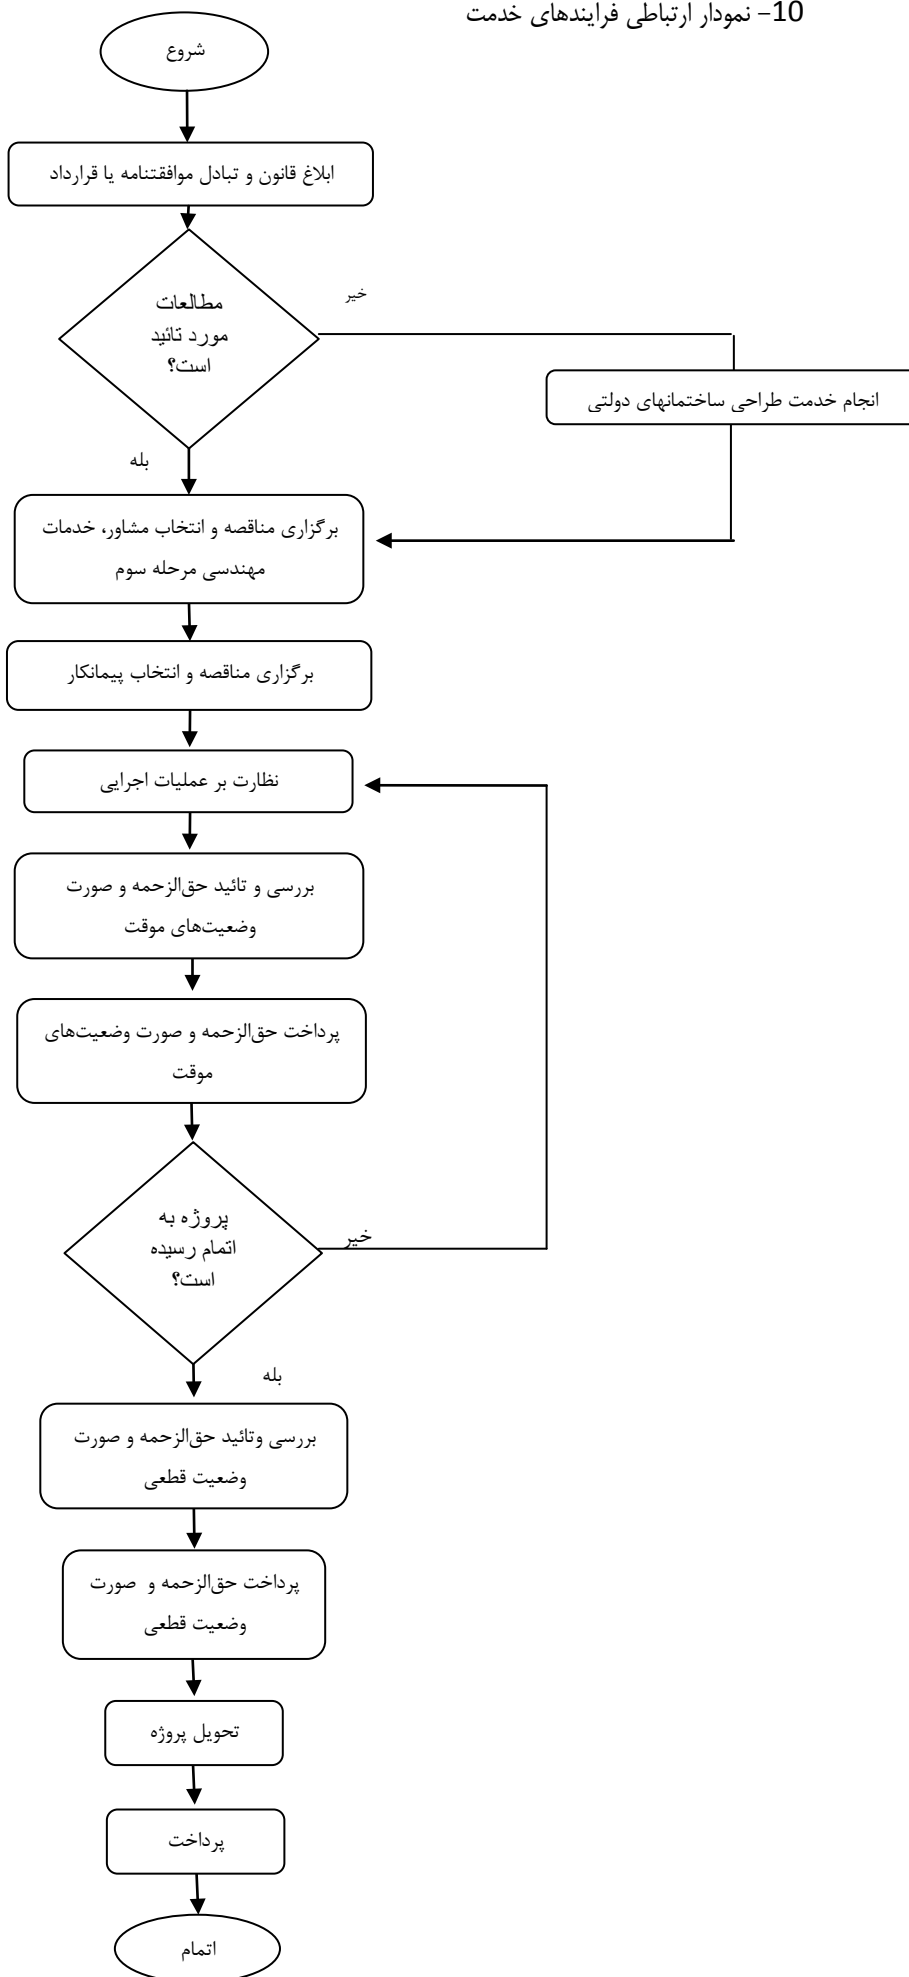 10- نمودار ارتباطی فرایندهای خدمت
شروع
ابلاغ قانون و تبادل موافقتنامه یا قرارداد
مطالعات
مورد تائید
است؟
خیر
انجام خدمت طراحی ساختمانهای دولتی
بله
برگزاری مناقصه و انتخاب مشاور، خدمات
مهندسی مرحله سوم
برگزاری مناقصه و انتخاب پیمانکار
نظارت بر عملیات اجرایی
بررسی و تائید حق‌الزحمه و صورت
وضعیت‌های موقت
پرداخت حق‌الزحمه و صورت وضعیت‌های
موقت
پروژه به
اتمام رسیده
است؟
خیر
بله
بررسی وتائید حق‌الزحمه و صورت
وضعیت قطعی
پرداخت حق‌الزحمه و صورت
وضعیت قطعی
تحویل پروژه
پرداخت
اتمام